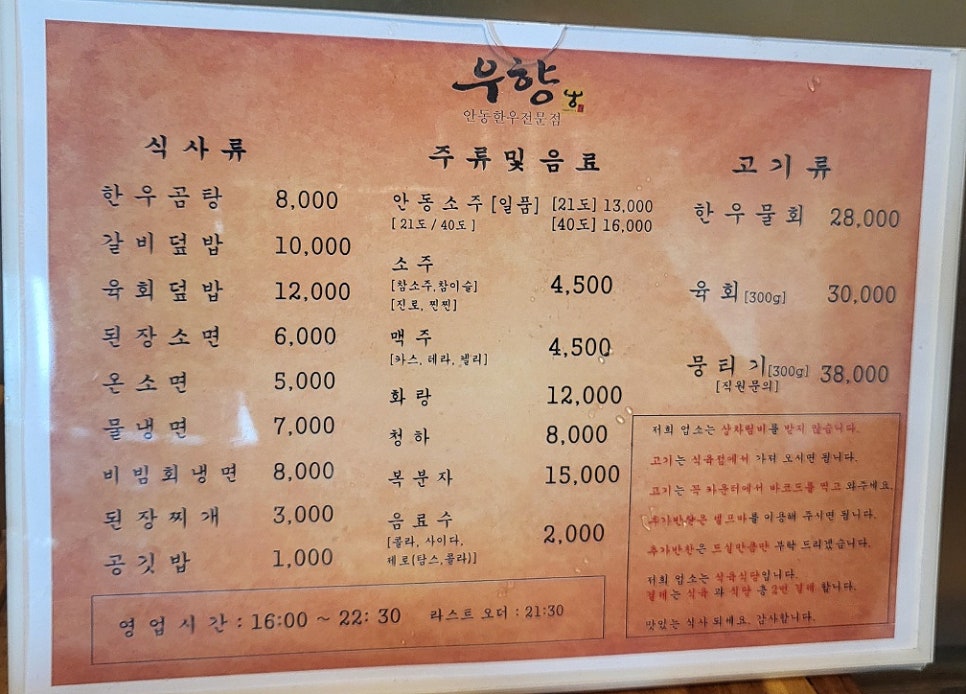 우향
안동한우전문점
식사류
한우곰탕 8,000
갈비덮밥 10,000
육회덮밥 12,000
된장소면 6,000
온소면 5,000
물냉면 7,000
비빔회냉면 8,000
된장찌개 3,000
공깃밥 1,000
주류및음료
안동소주[일품] [21도] 13,000
[21도/40도] [40도] 16,000
소주 4,500
[참소주,참이슬]
[진로, 찐찐]
맥주 4,500
[카스, 테라, 켈리]
화랑 12,000
청하 8,000
복분자 15,000
음료수 2,000
[콜라, 사이다,
제로(탐스,콜라)]
고기류
한우물회 28,000
육회[300g] 30,000
뭉티기[300g] 38,000
[직원문의]
저희 업소는 상차림비를 받지 않습니다.
고기는 식육점에서 가져 오시면 됩니다.
고기는 꼭 카운터에서 바코드를 찍고 와주세요.
추가반찬은 셀프바를 이용해 주시면 됩니다.
추가반찬은 드실만큼만 부탁 드리겠습니다.
저희 업소는 식육식당입니다.
결제는 식육 과 식당 총 2번 결제 합니다.
맛있는 식사 되세요. 감사합니다.
영업시간 : 16:00 ~ 22:30 라스트 오더 : 21:30